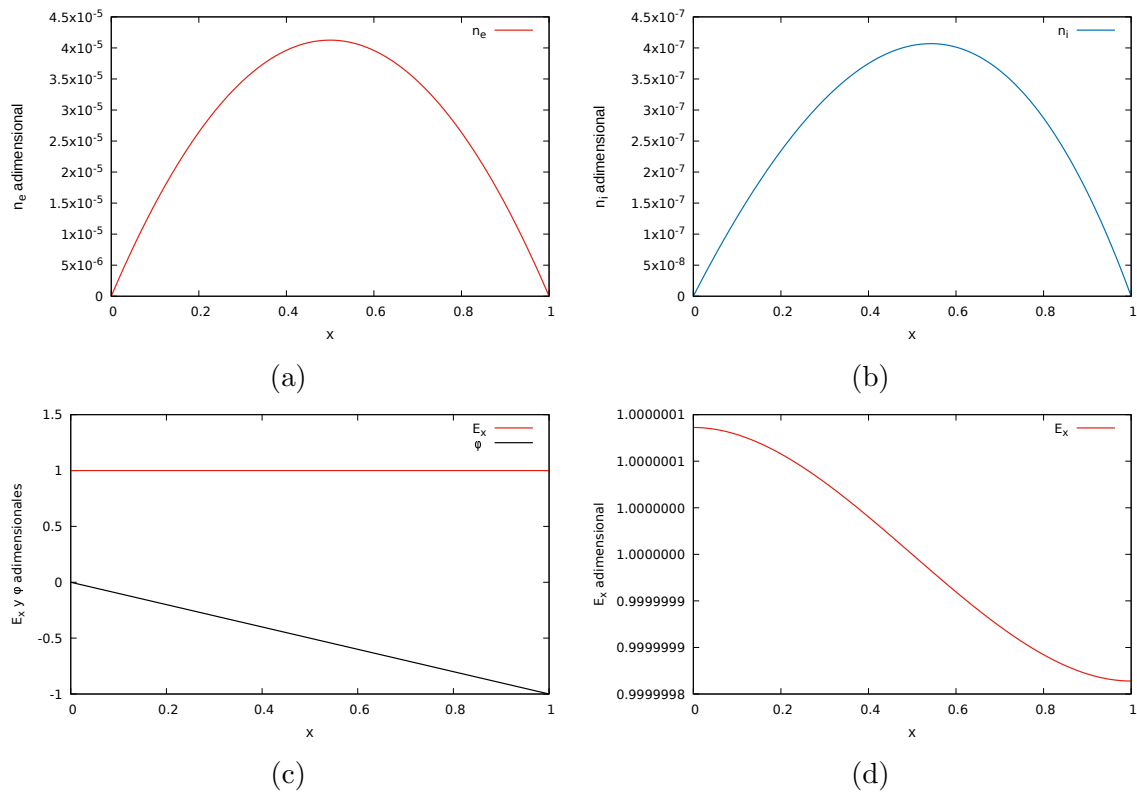 4.5x10⁻⁵
4x10⁻⁵
3.5x10⁻⁵
3x10⁻⁵
2.5x10⁻⁵
2x10⁻⁵
1.5x10⁻⁵
1x10⁻⁵
5x10⁻⁶
0
n_e adimensional
n_e
0 0.2 0.4 0.6 0.8 1
x
(a)
4.5x10⁻⁷
4x10⁻⁷
3.5x10⁻⁷
3x10⁻⁷
2.5x10⁻⁷
2x10⁻⁷
1.5x10⁻⁷
1x10⁻⁷
5x10⁻⁸
0
n_i adimensional
n_i
0 0.2 0.4 0.6 0.8 1
x
(b)
1.5
1
0.5
0
-0.5
-1
E_x y φ adimensionales
E_x
φ
0 0.2 0.4 0.6 0.8 1
x
(c)
1.0000001
1.0000001
1.0000000
1.0000000
0.9999999
0.9999999
0.9999998
E_x adimensional
E_x
0 0.2 0.4 0.6 0.8 1
x
(d)